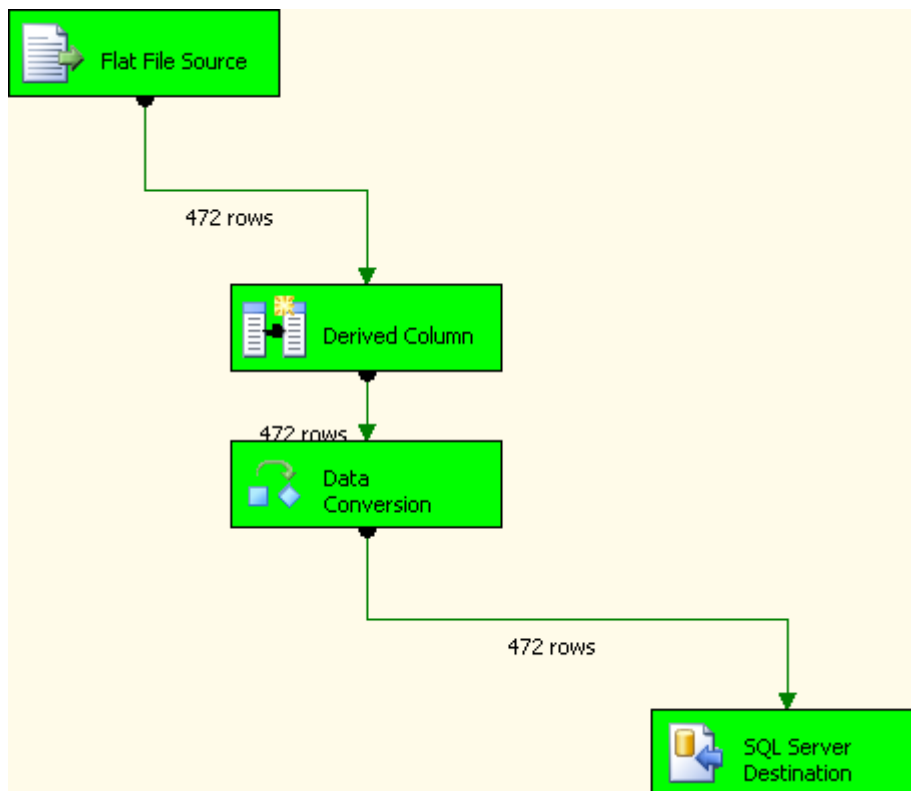 Flat File Source
472 rows
Derived Column
472 rows
Data
Conversion
472 rows
SQL Server
Destination